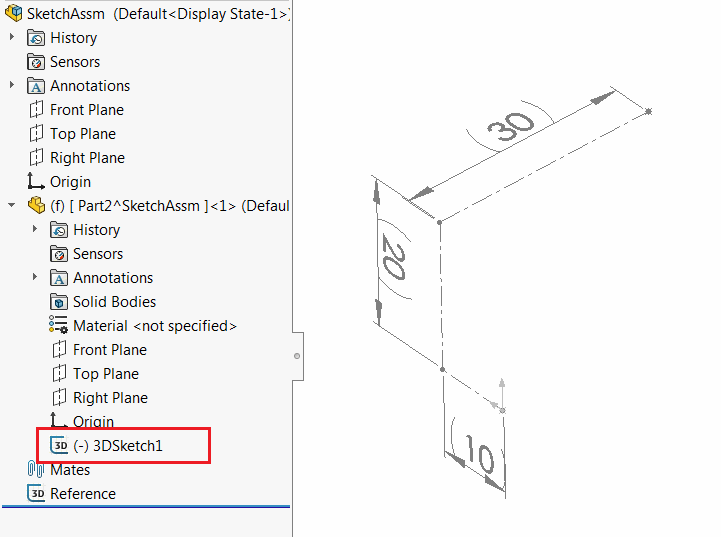 SketchAssm (Default<Display State-1>)
History
Sensors
A Annotations
Front Plane
Top Plane
Right Plane
Origin
(f) [ Part2^SketchAssm ]<1> (Defau
History
Sensors
A Annotations
Solid Bodies
Material <not specified>
Front Plane
Top Plane
Right Plane
Origin
3D (-) 3DSketch1
Mates
3D Reference
(30)
(20)
(10)